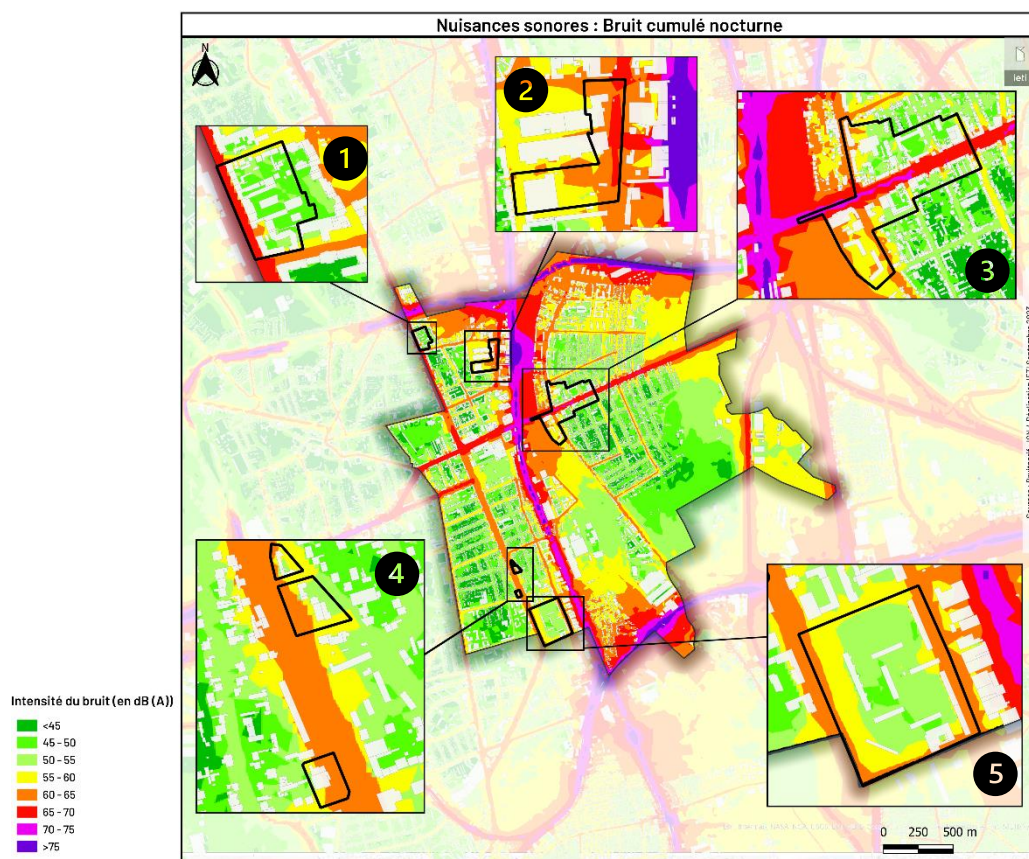 Nuisances sonores : Bruit cumulé nocturne
N
IETI
1
2
3
4
5
Intensité du bruit (en dB (A))
<45
45 - 50
50 - 55
55 - 60
60 - 65
65 - 70
70 - 75
>75
0 250 500 m